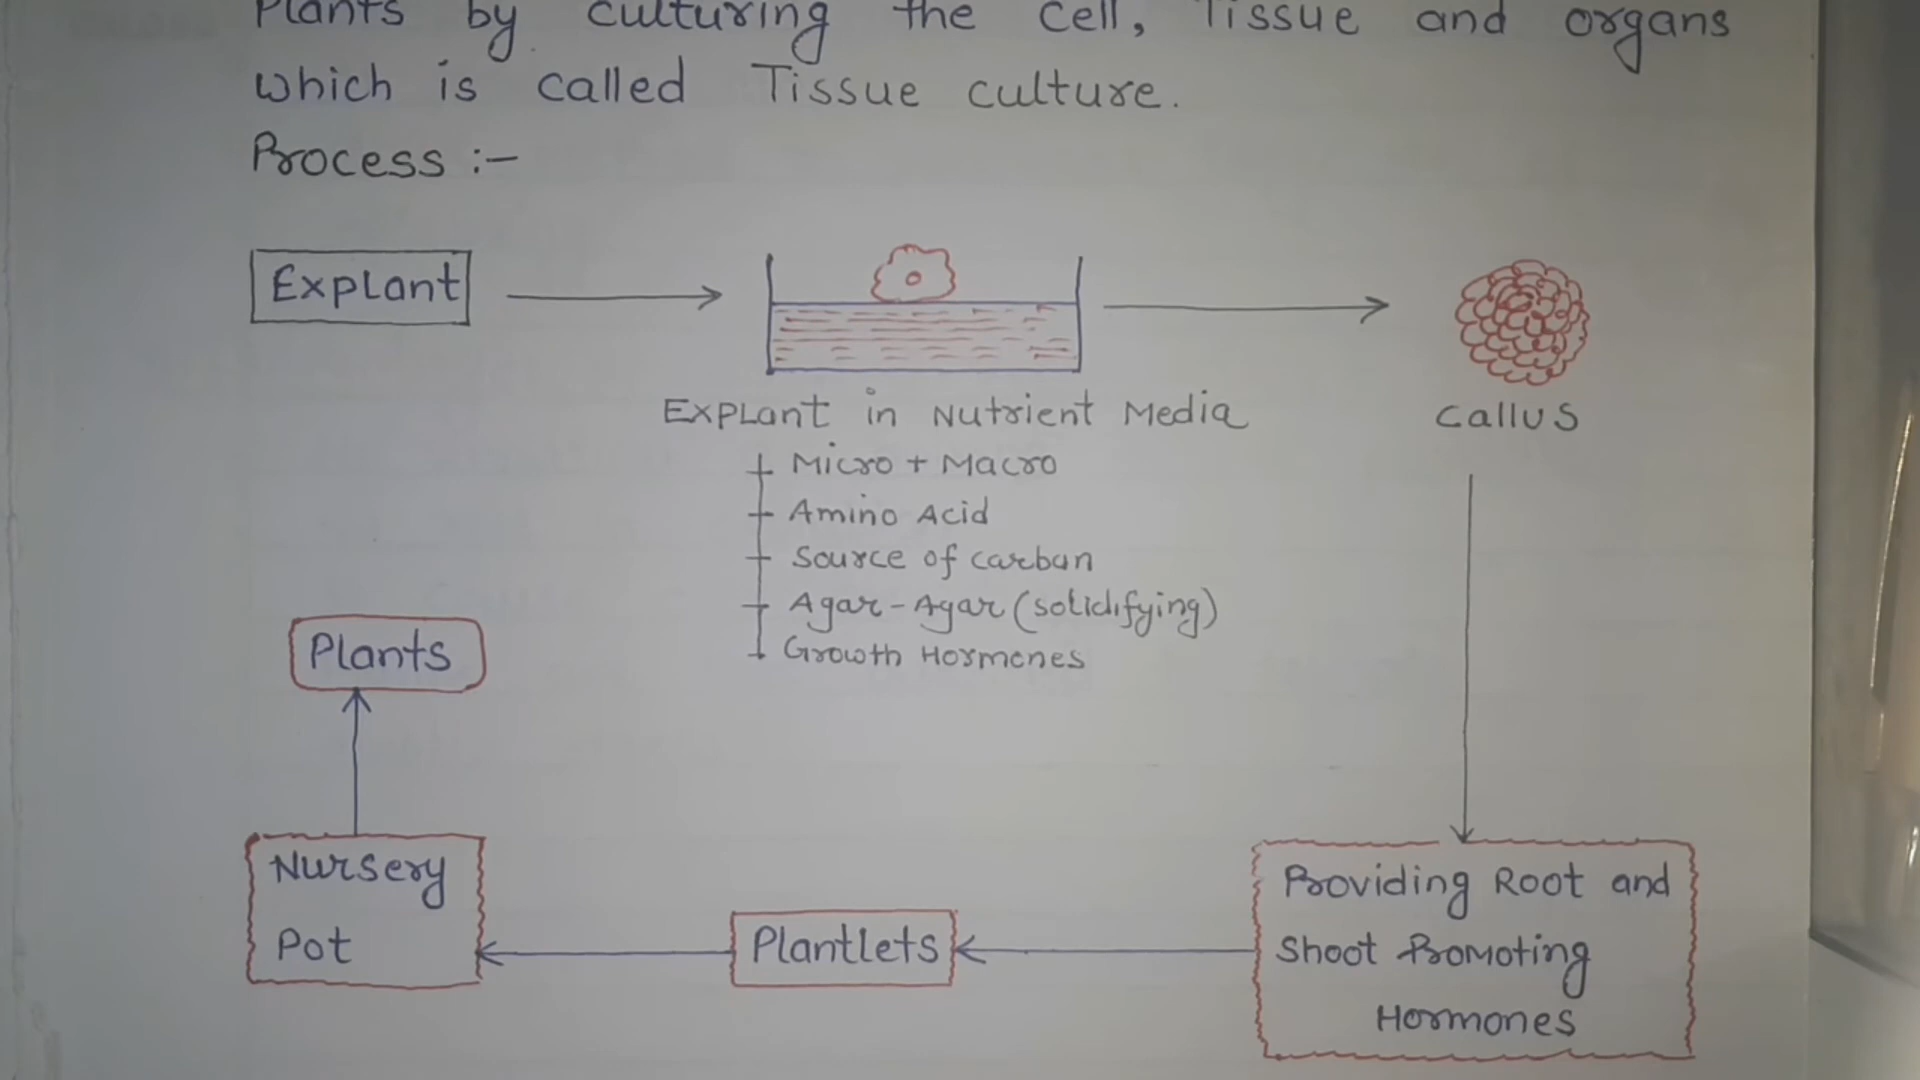 Plants by culturing the cell, Tissue and organs
which is called Tissue culture.
Process :-
Explant
Explant in Nutrient Media
Callus
Micro + Macro
Amino Acid
Source of carbun
Agar-Agar (solidifying)
Growth Hormones
Plants
Nursery
Pot
Plantlets
Providing Root and
Shoot Promoting
Hormones